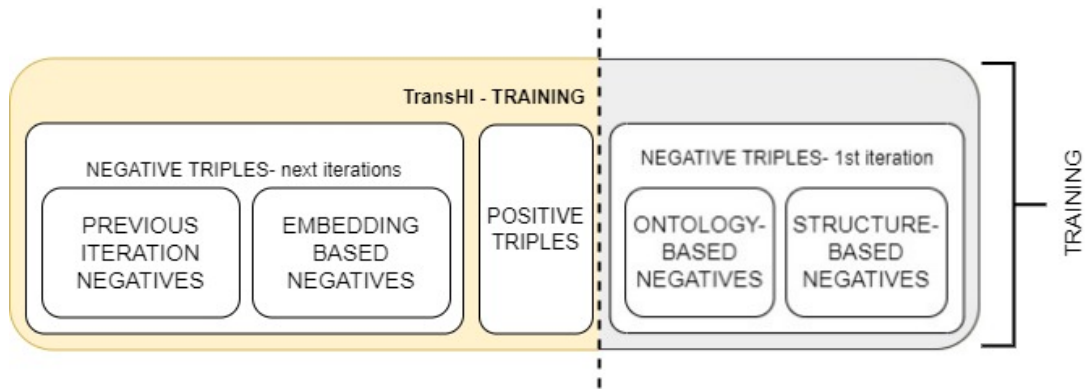 TransHI - TRAINING
NEGATIVE TRIPLES- next iterations
PREVIOUS
ITERATION
NEGATIVES
EMBEDDING
BASED
NEGATIVES
POSITIVE
TRIPLES
NEGATIVE TRIPLES- 1st iteration
ONTOLOGY-
BASED
NEGATIVES
STRUCTURE-
BASED
NEGATIVES
TRAINING